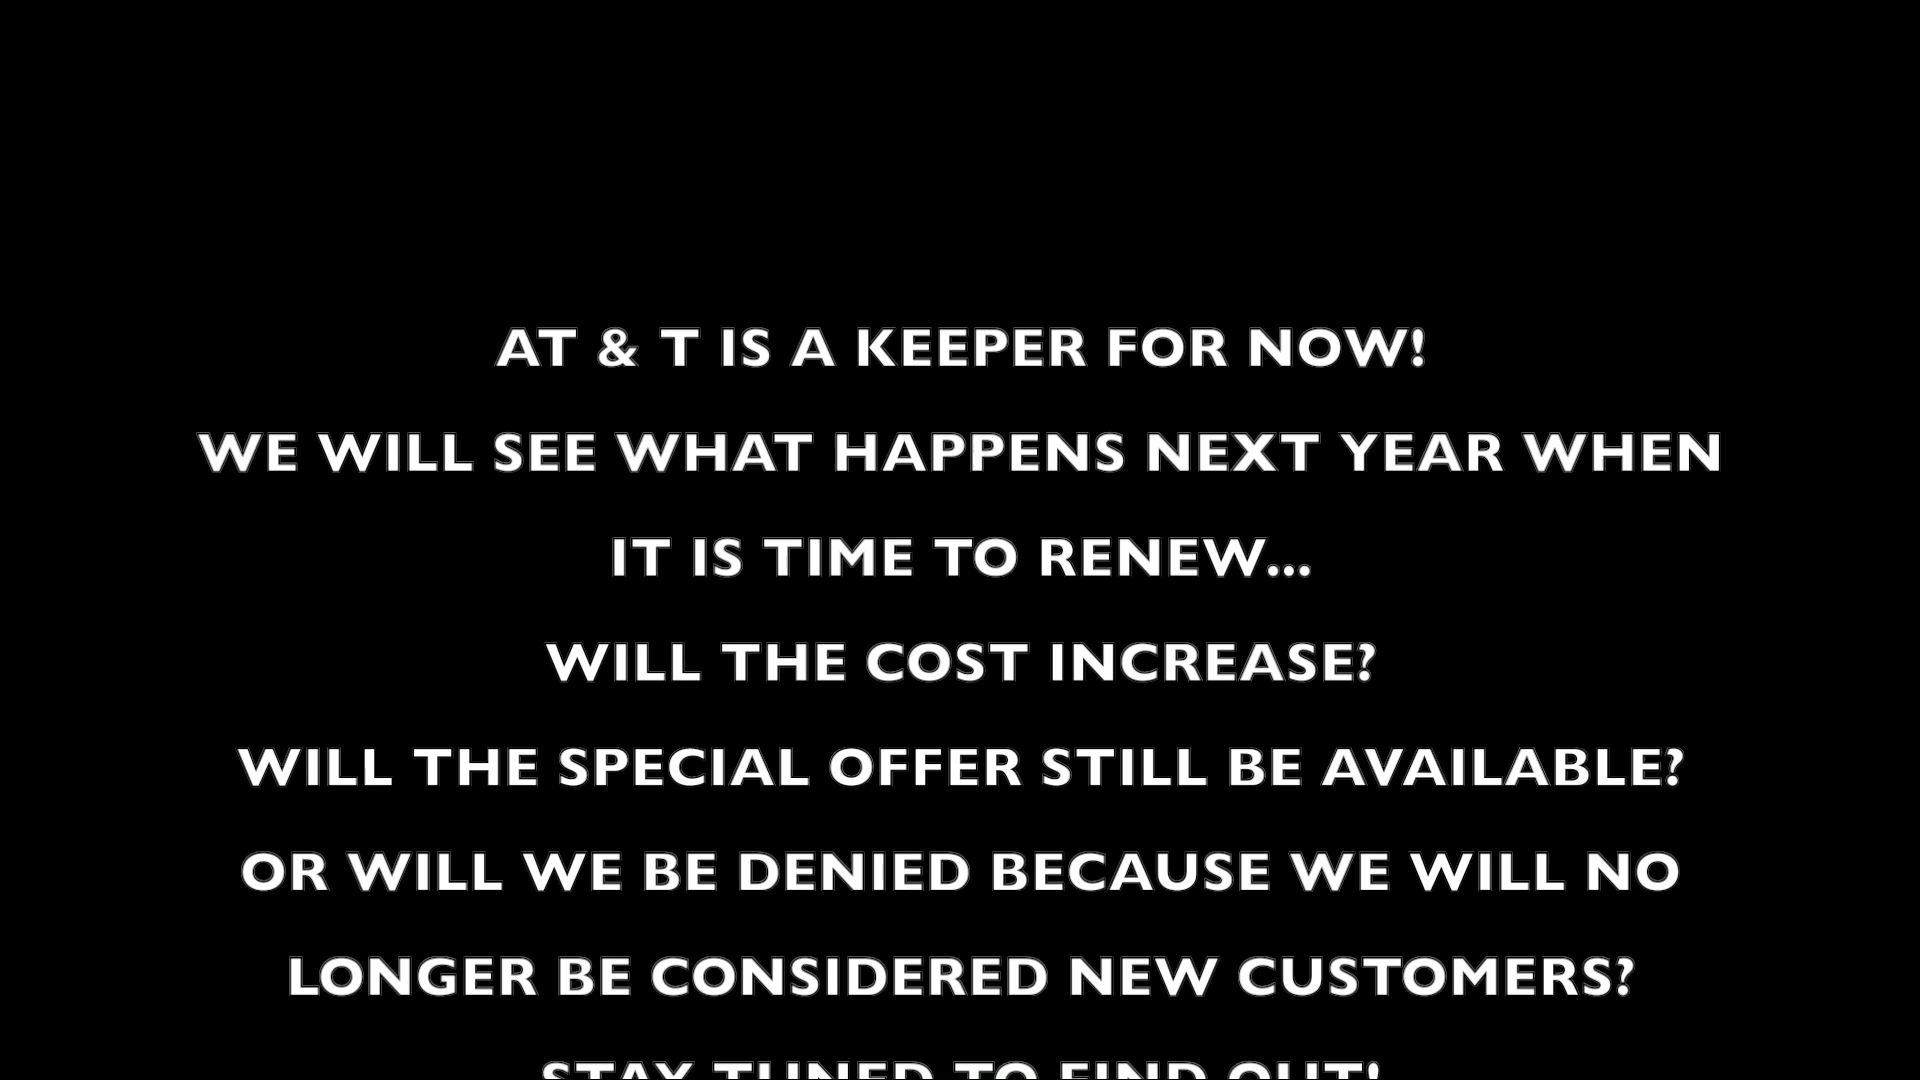 AT & T IS A KEEPER FOR NOW!
WE WILL SEE WHAT HAPPENS NEXT YEAR WHEN
IT IS TIME TO RENEW...
WILL THE COST INCREASE?
WILL THE SPECIAL OFFER STILL BE AVAILABLE?
OR WILL WE BE DENIED BECAUSE WE WILL NO
LONGER BE CONSIDERED NEW CUSTOMERS?
STAY TUNED TO FIND OUT!